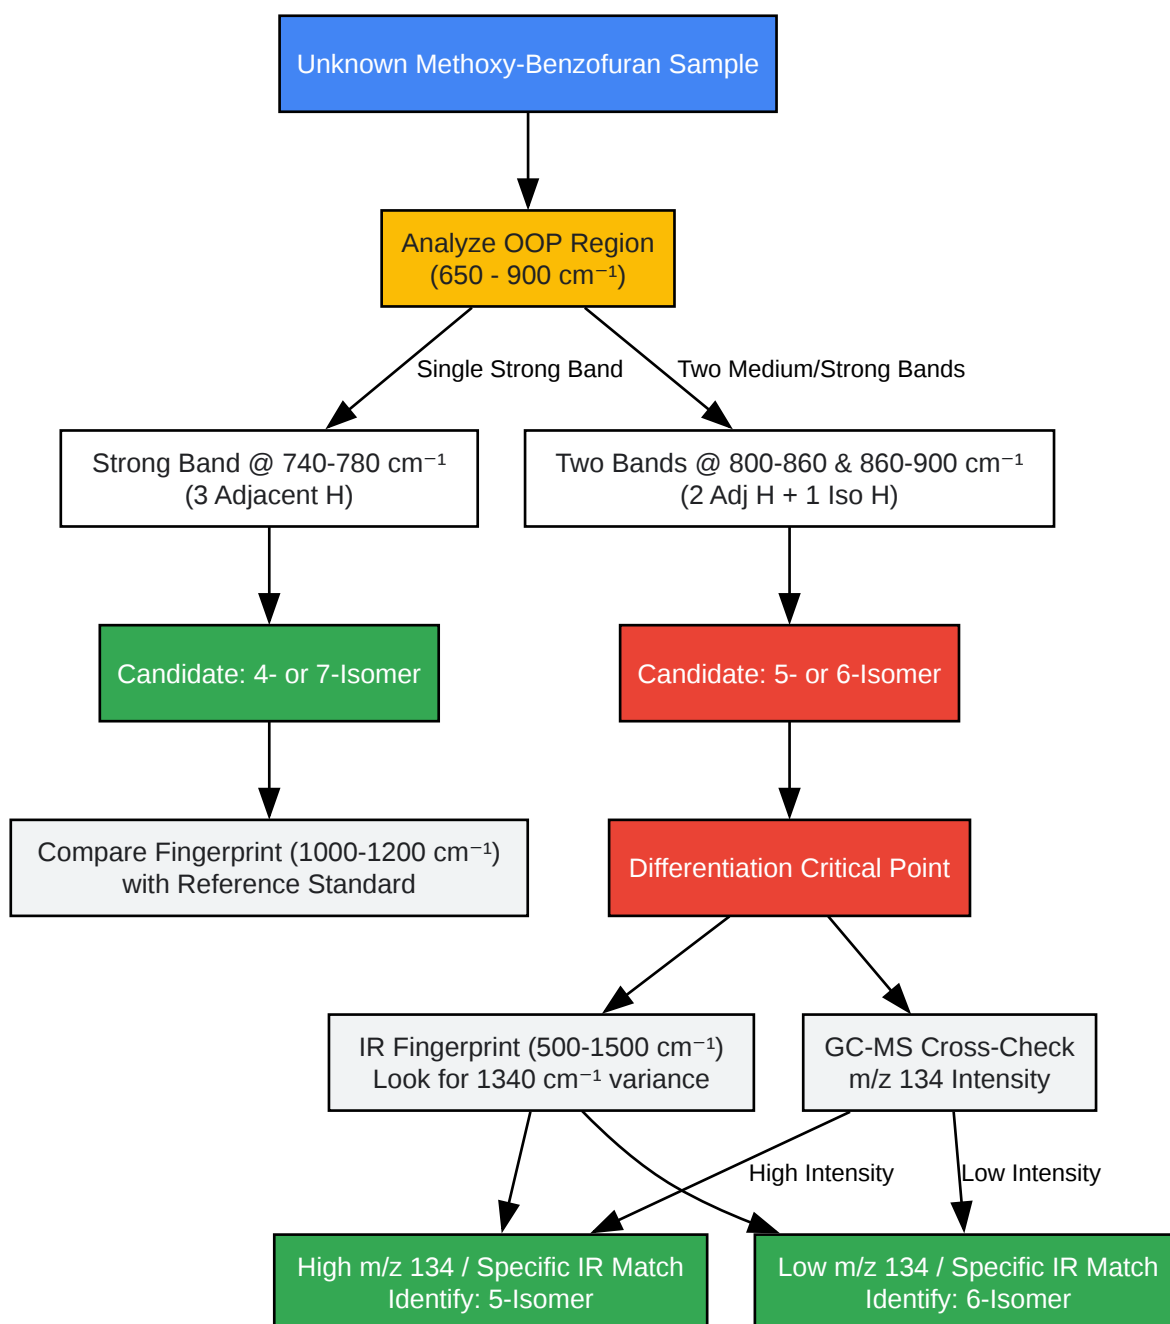 Unknown Methoxy-Benzofuran Sample
Analyze OOP Region
(650 - 900 cm⁻¹)
Single Strong Band
Two Medium/Strong Bands
Strong Band @ 740-780 cm⁻¹
(3 Adjacent H)
Two Bands @ 800-860 & 860-900 cm⁻¹
(2 Adj H + 1 Iso H)
Candidate: 4- or 7-Isomer
Candidate: 5- or 6-Isomer
Compare Fingerprint (1000-1200 cm⁻¹)
with Reference Standard
Differentiation Critical Point
IR Fingerprint (500-1500 cm⁻¹)
Look for 1340 cm⁻¹ variance
GC-MS Cross-Check
m/z 134 Intensity
High Intensity
Low Intensity
High m/z 134 / Specific IR Match
Identify: 5-Isomer
Low m/z 134 / Specific IR Match
Identify: 6-Isomer